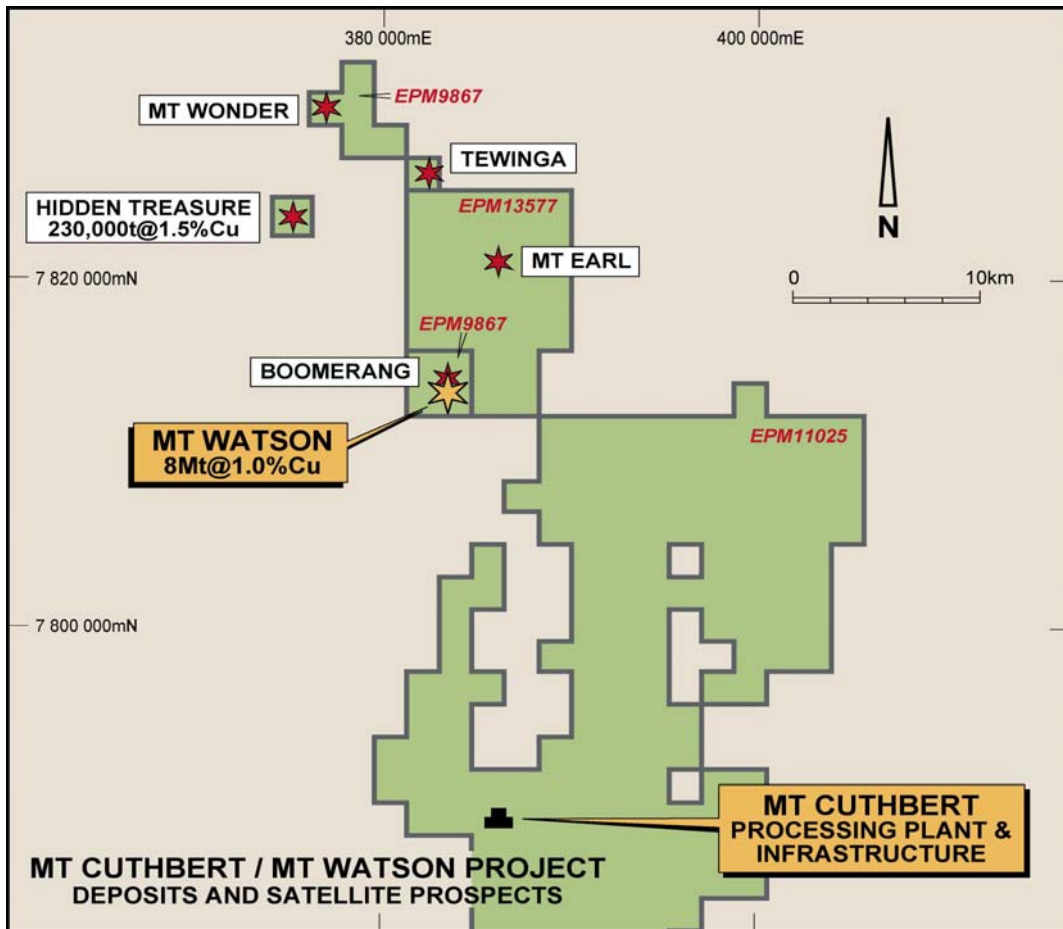 380 000mE
400 000mE
EPM9867
MT WONDER
TEWINGA
EPM13577
HIDDEN TREASURE
230,000t@1.5%Cu
N
MT EARL
7 820 000mN
0 10km
EPM9867
BOOMERANG
MT WATSON
8Mt@1.0%Cu
EPM11025
7 800 000mN
MT CUTHBERT
PROCESSING PLANT &
INFRASTRUCTURE
MT CUTHBERT / MT WATSON PROJECT
DEPOSITS AND SATELLITE PROSPECTS